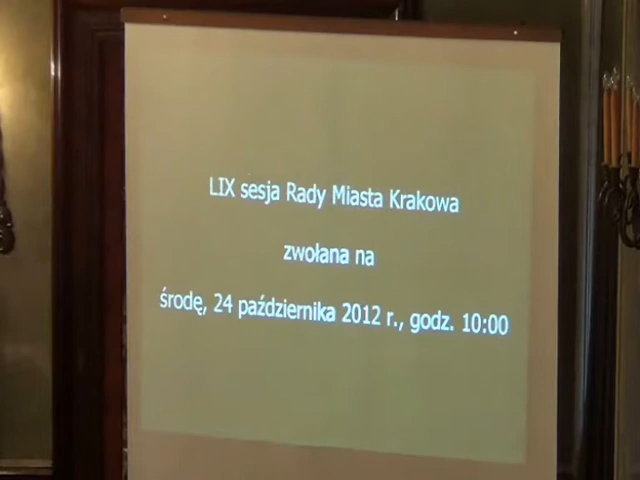 LIX sesja Rady Miasta Krakowa
zwołana na
środę, 24 października 2012 r., godz. 10:00